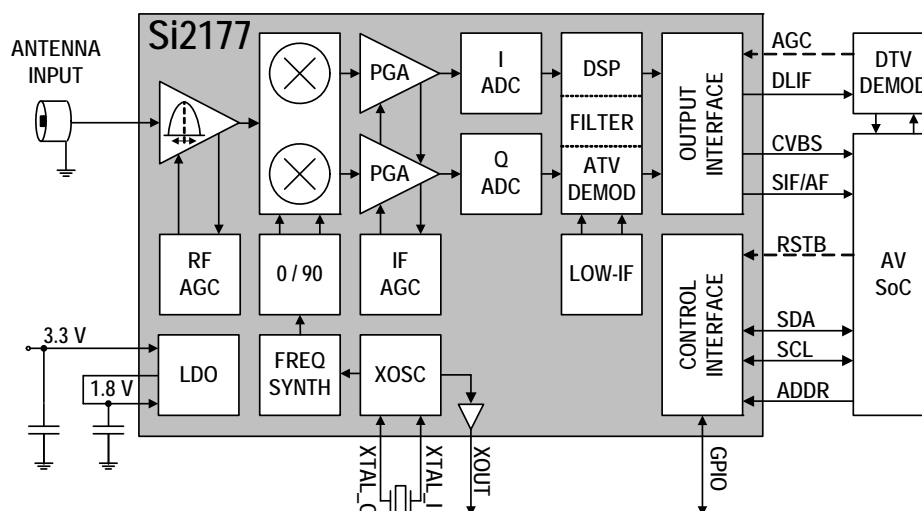 Si2177
ANTENNA
INPUT
PGA
I
ADC
DSP
FILTER
ATV
DEMOD
PGA
Q
ADC
OUTPUT
INTERFACE
AGC
DLIF
CVBS
SIF/AF
DTV
DEMOD
RF
AGC
0 / 90
IF
AGC
LOW-IF
CONTROL
INTERFACE
RSTB
SDA
SCL
ADDR
AV
SoC
3.3 V
1.8 V
LDO
FREQ
SYNTH
XOSC
XTAL_I
XOUT
GPIO